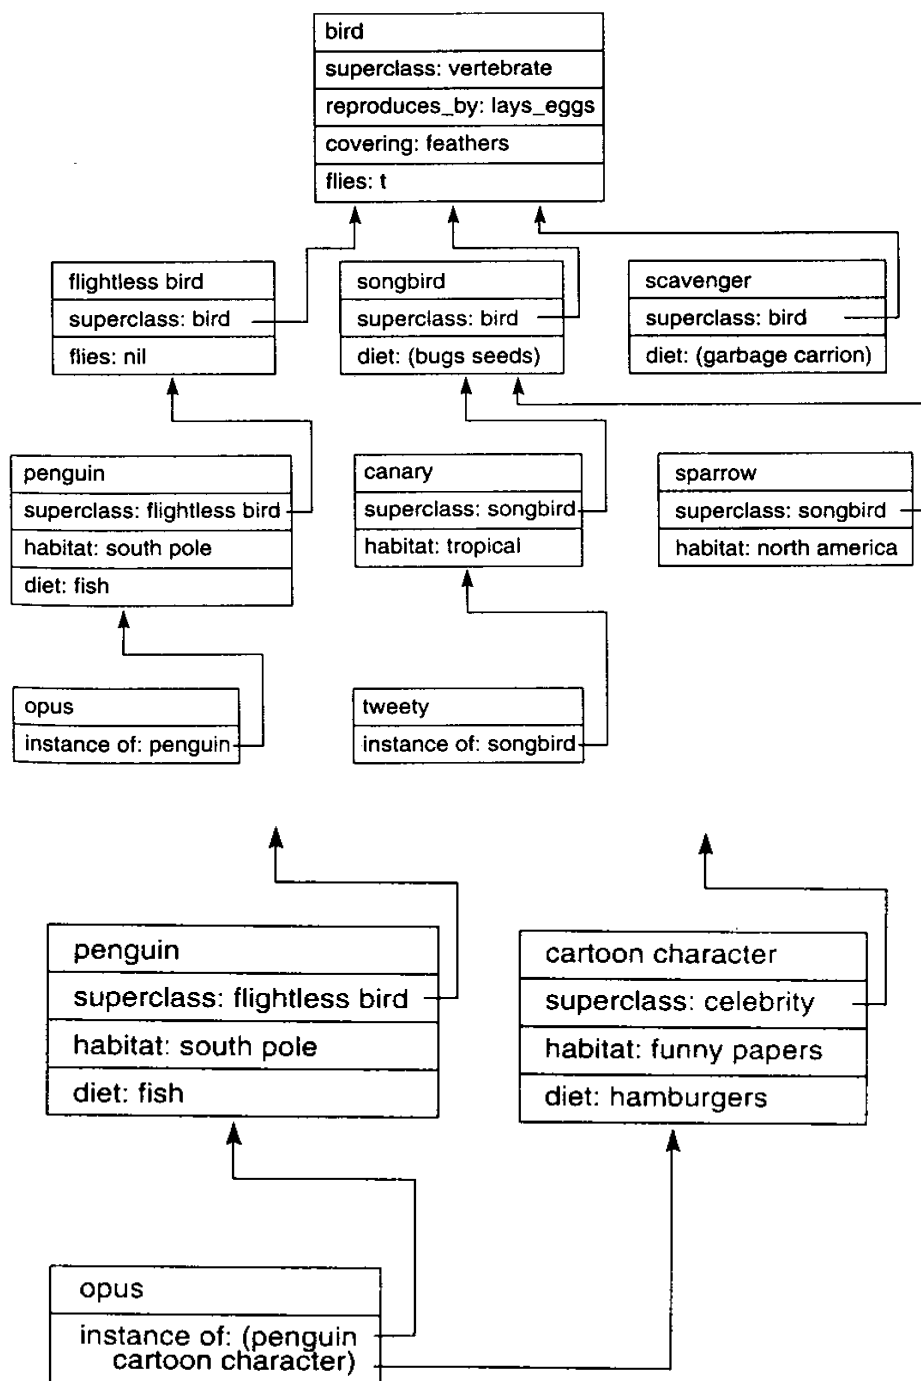 bird
superclass: vertebrate
reproduces_by: lays_eggs
covering: feathers
flies: t
flightless bird
superclass: bird
flies: nil
songbird
superclass: bird
diet: (bugs seeds)
scavenger
superclass: bird
diet: (garbage carrion)
penguin
superclass: flightless bird
habitat: south pole
diet: fish
canary
superclass: songbird
habitat: tropical
sparrow
superclass: songbird
habitat: north america
opus
instance of: penguin
tweety
instance of: songbird
penguin
superclass: flightless bird
habitat: south pole
diet: fish
cartoon character
superclass: celebrity
habitat: funny papers
diet: hamburgers
opus
instance of: (penguin
cartoon character)